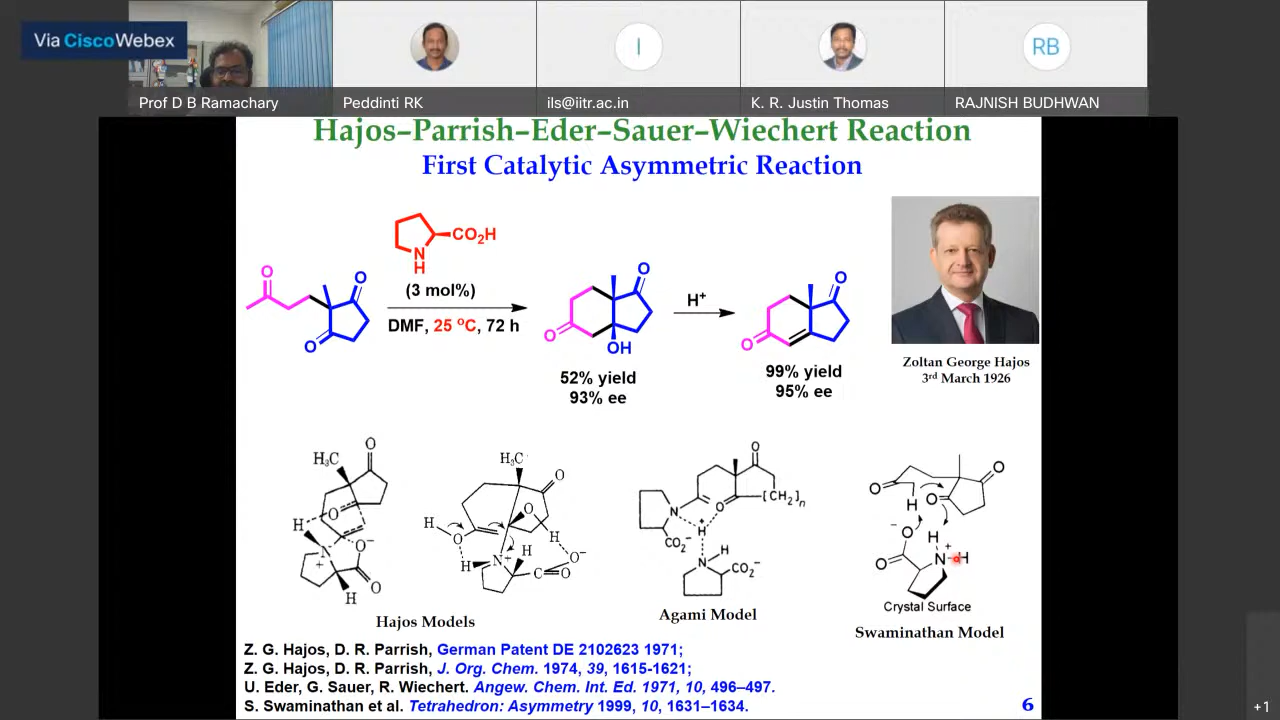 Via Cisco Webex
Prof D B Ramachary
Peddinti RK
I
ils@iitr.ac.in
K. R. Justin Thomas
RB
RAJNISH BUDHWAN
Hajos–Parrish–Eder–Sauer–Wiechert Reaction
First Catalytic Asymmetric Reaction
CO2H
N
H
(3 mol%)
DMF, 25 ºC, 72 h
O
O
O
O
O
OH
52% yield
93% ee
H+
O
O
99% yield
95% ee
Zoltan George Hajos
3rd March 1926
H3C
O
O
H
N
+
O−
O
H
H3C
O
O
H
O
H
H
H
N+
C=O
O−
Hajos Models
O
O
[CH2]n
N
+
H
CO2−
N
H
CO2−
Agami Model
O
O
H
O
−
O
H
+
O
N
H
Crystal Surface
Swaminathan Model
Z. G. Hajos, D. R. Parrish, German Patent DE 2102623 1971;
Z. G. Hajos, D. R. Parrish, J. Org. Chem. 1974, 39, 1615-1621;
U. Eder, G. Sauer, R. Wiechert. Angew. Chem. Int. Ed. 1971, 10, 496–497.
S. Swaminathan et al. Tetrahedron: Asymmetry 1999, 10, 1631–1634.
6
+1